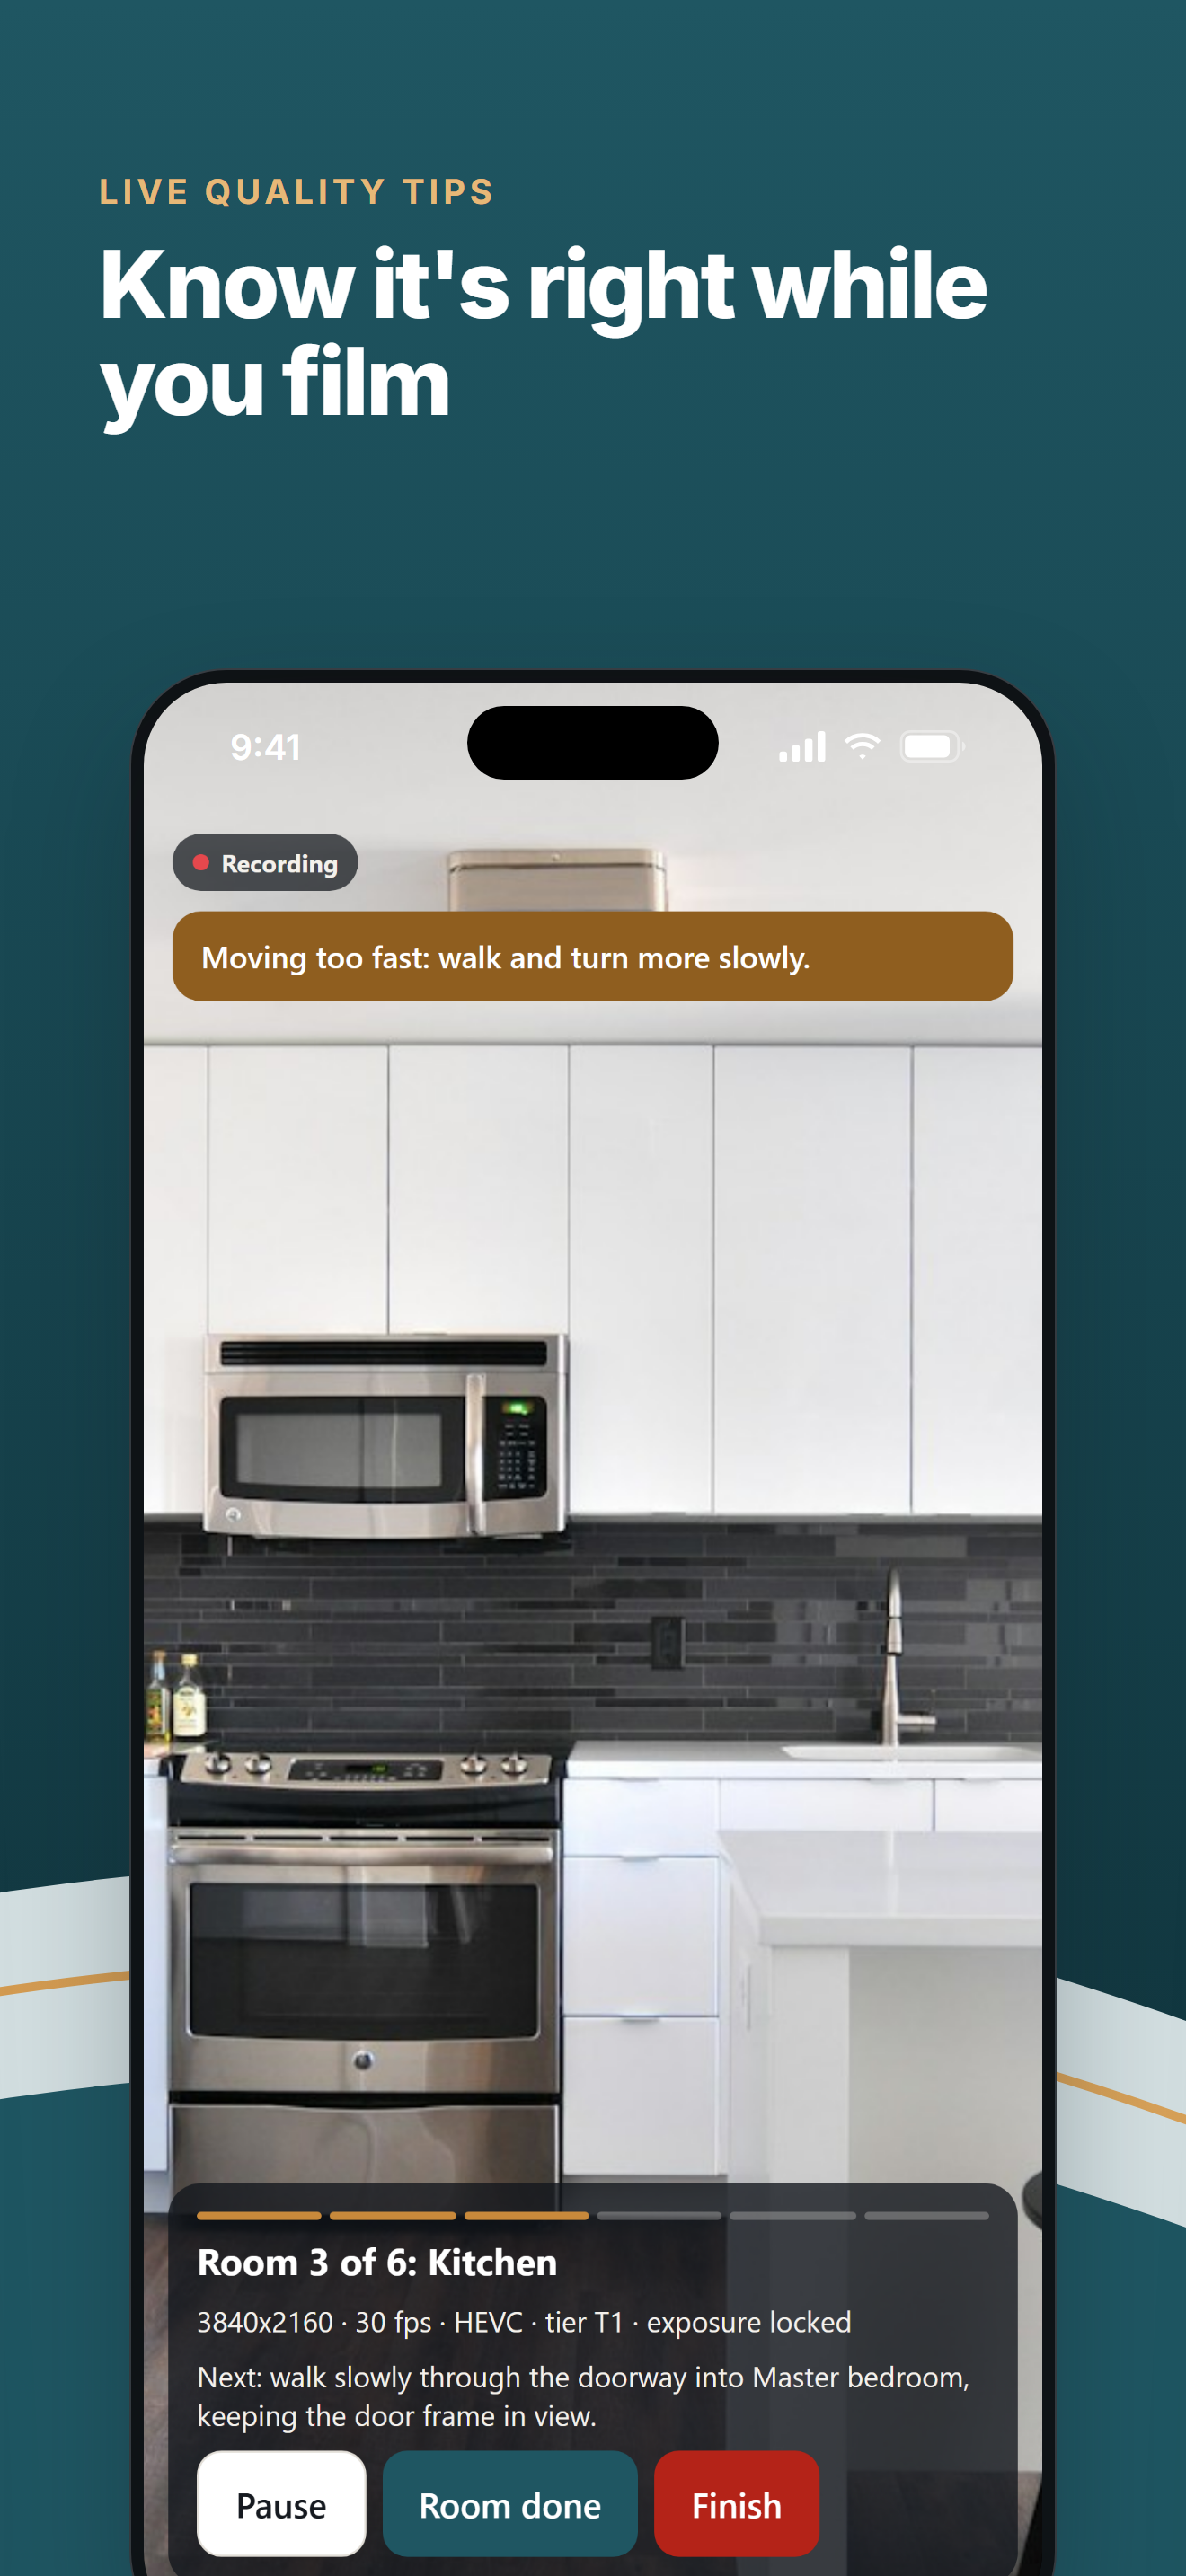 LIVE QUALITY TIPS
Know it's right while
you film
9:41
Recording
Moving too fast: walk and turn more slowly.
Room 3 of 6: Kitchen
3840x2160 · 30 fps · HEVC · tier T1 · exposure locked
Next: walk slowly through the doorway into Master bedroom,
keeping the door frame in view.
Pause
Room done
Finish